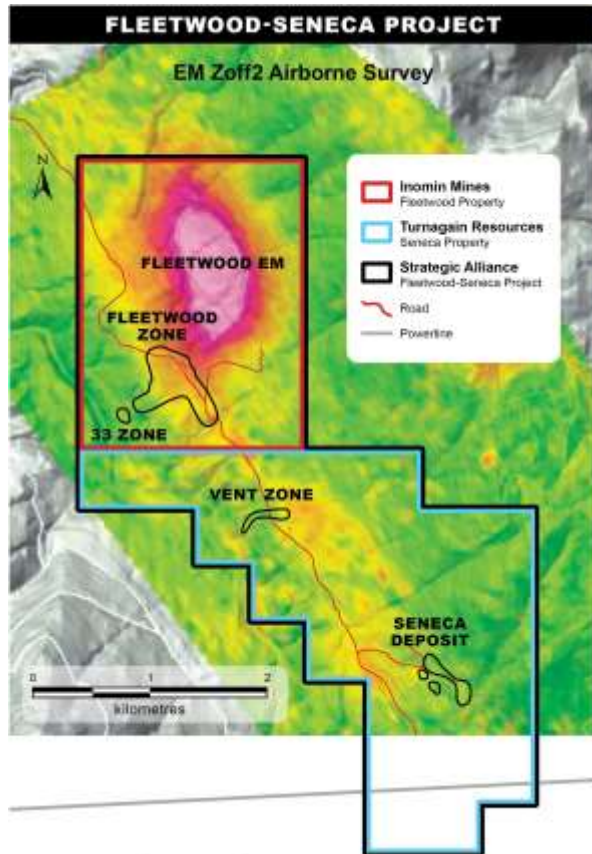 FLEETWOOD-SENECA PROJECT
EM Zoff2 Airborne Survey
N
Inomin Mines
Fleetwood Property
Turnagain Resources
Seneca Property
Strategic Alliance
Fleetwood-Seneca Project
Road
Powerline
FLEETWOOD EM
FLEETWOOD
ZONE
33 ZONE
VENT ZONE
SENECA
DEPOSIT
0 1 2
kilometres